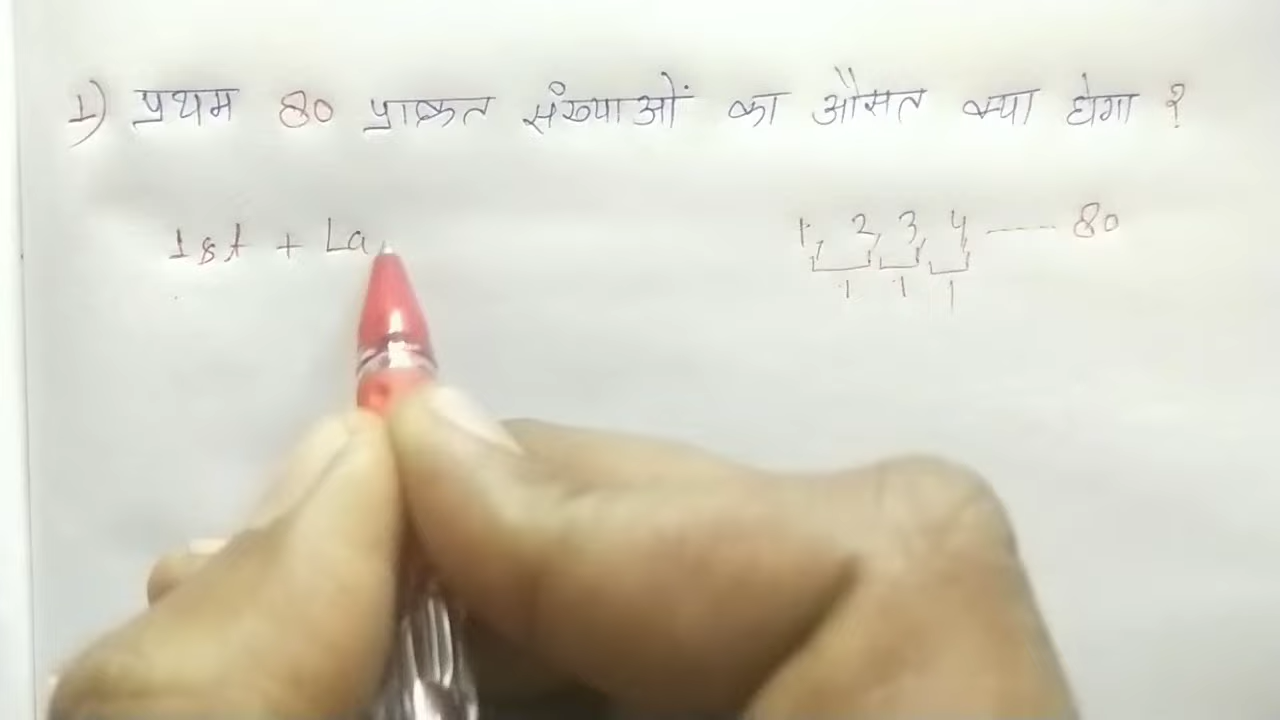 1) प्रथम 80 प्राकृत संख्याओं का औसत क्या होगा ?
1st + La
1, 2, 3, 4 ---- 80
1 1 1